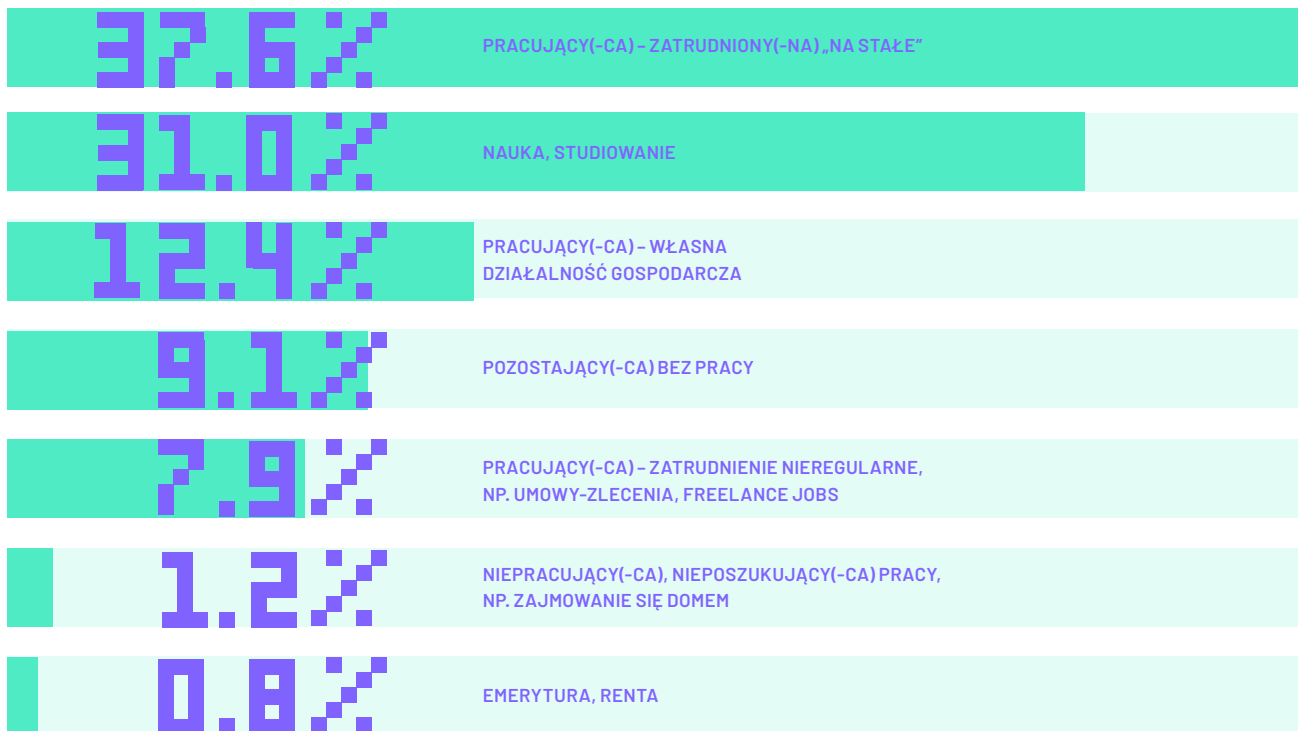 37.6% PRACUJĄCY(-CA) – ZATRUDNIONY(-NA) „NA STAŁE”
31.0% NAUKA, STUDIOWANIE
12.4% PRACUJĄCY(-CA) – WŁASNA
DZIAŁALNOŚĆ GOSPODARCZA
9.1% POZOSTAJĄCY(-CA) BEZ PRACY
7.9% PRACUJĄCY(-CA) – ZATRUDNIENIE NIEREGULARNE,
NP. UMOWY-ZLECENIA, FREELANCE JOBS
1.2% NIEPRACUJĄCY(-CA), NIEPOSZUKUJĄCY(-CA) PRACY,
NP. ZAJMOWANIE SIĘ DOMEM
0.8% EMERYTURA, RENTA